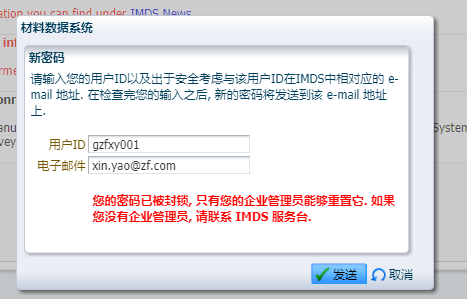 ation you can find under IMDS News
材料数据系统
新密码
请输入您的用户ID以及出于安全考虑与该用户ID在IMDS中相对应的 e-
mail 地址. 在检查完您的输入之后, 新的密码将发送到该 e-mail 地址
上.
用户ID gzfxy001
电子邮件 xin.yao@zf.com
您的密码已被封锁, 只有您的企业管理员能够重置它. 如果
您没有企业管理员, 请联系 IMDS 服务台.
发送 取消
System